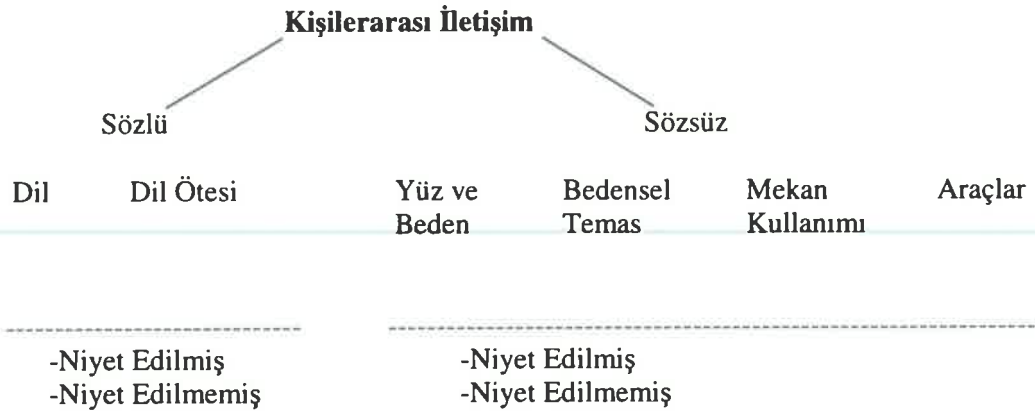 Kişilerarası İletişim
Sözlü Sözsüz
Dil Dil Ötesi Yüz ve Bedensel Mekan Araçlar
Beden Temas Kullanımı
-Niyet Edilmiş -Niyet Edilmiş
-Niyet Edilmemiş -Niyet Edilmemiş